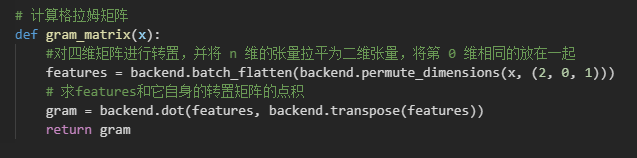 # 计算格拉姆矩阵
def gram_matrix(x):
#对四维矩阵进行转置，并将 n 维的张量拉平为二维张量，将第 0 维相同的放在一起
features = backend.batch_flatten(backend.permute_dimensions(x, (2, 0, 1)))
# 求features和它自身的转置矩阵的点积
gram = backend.dot(features, backend.transpose(features))
return gram